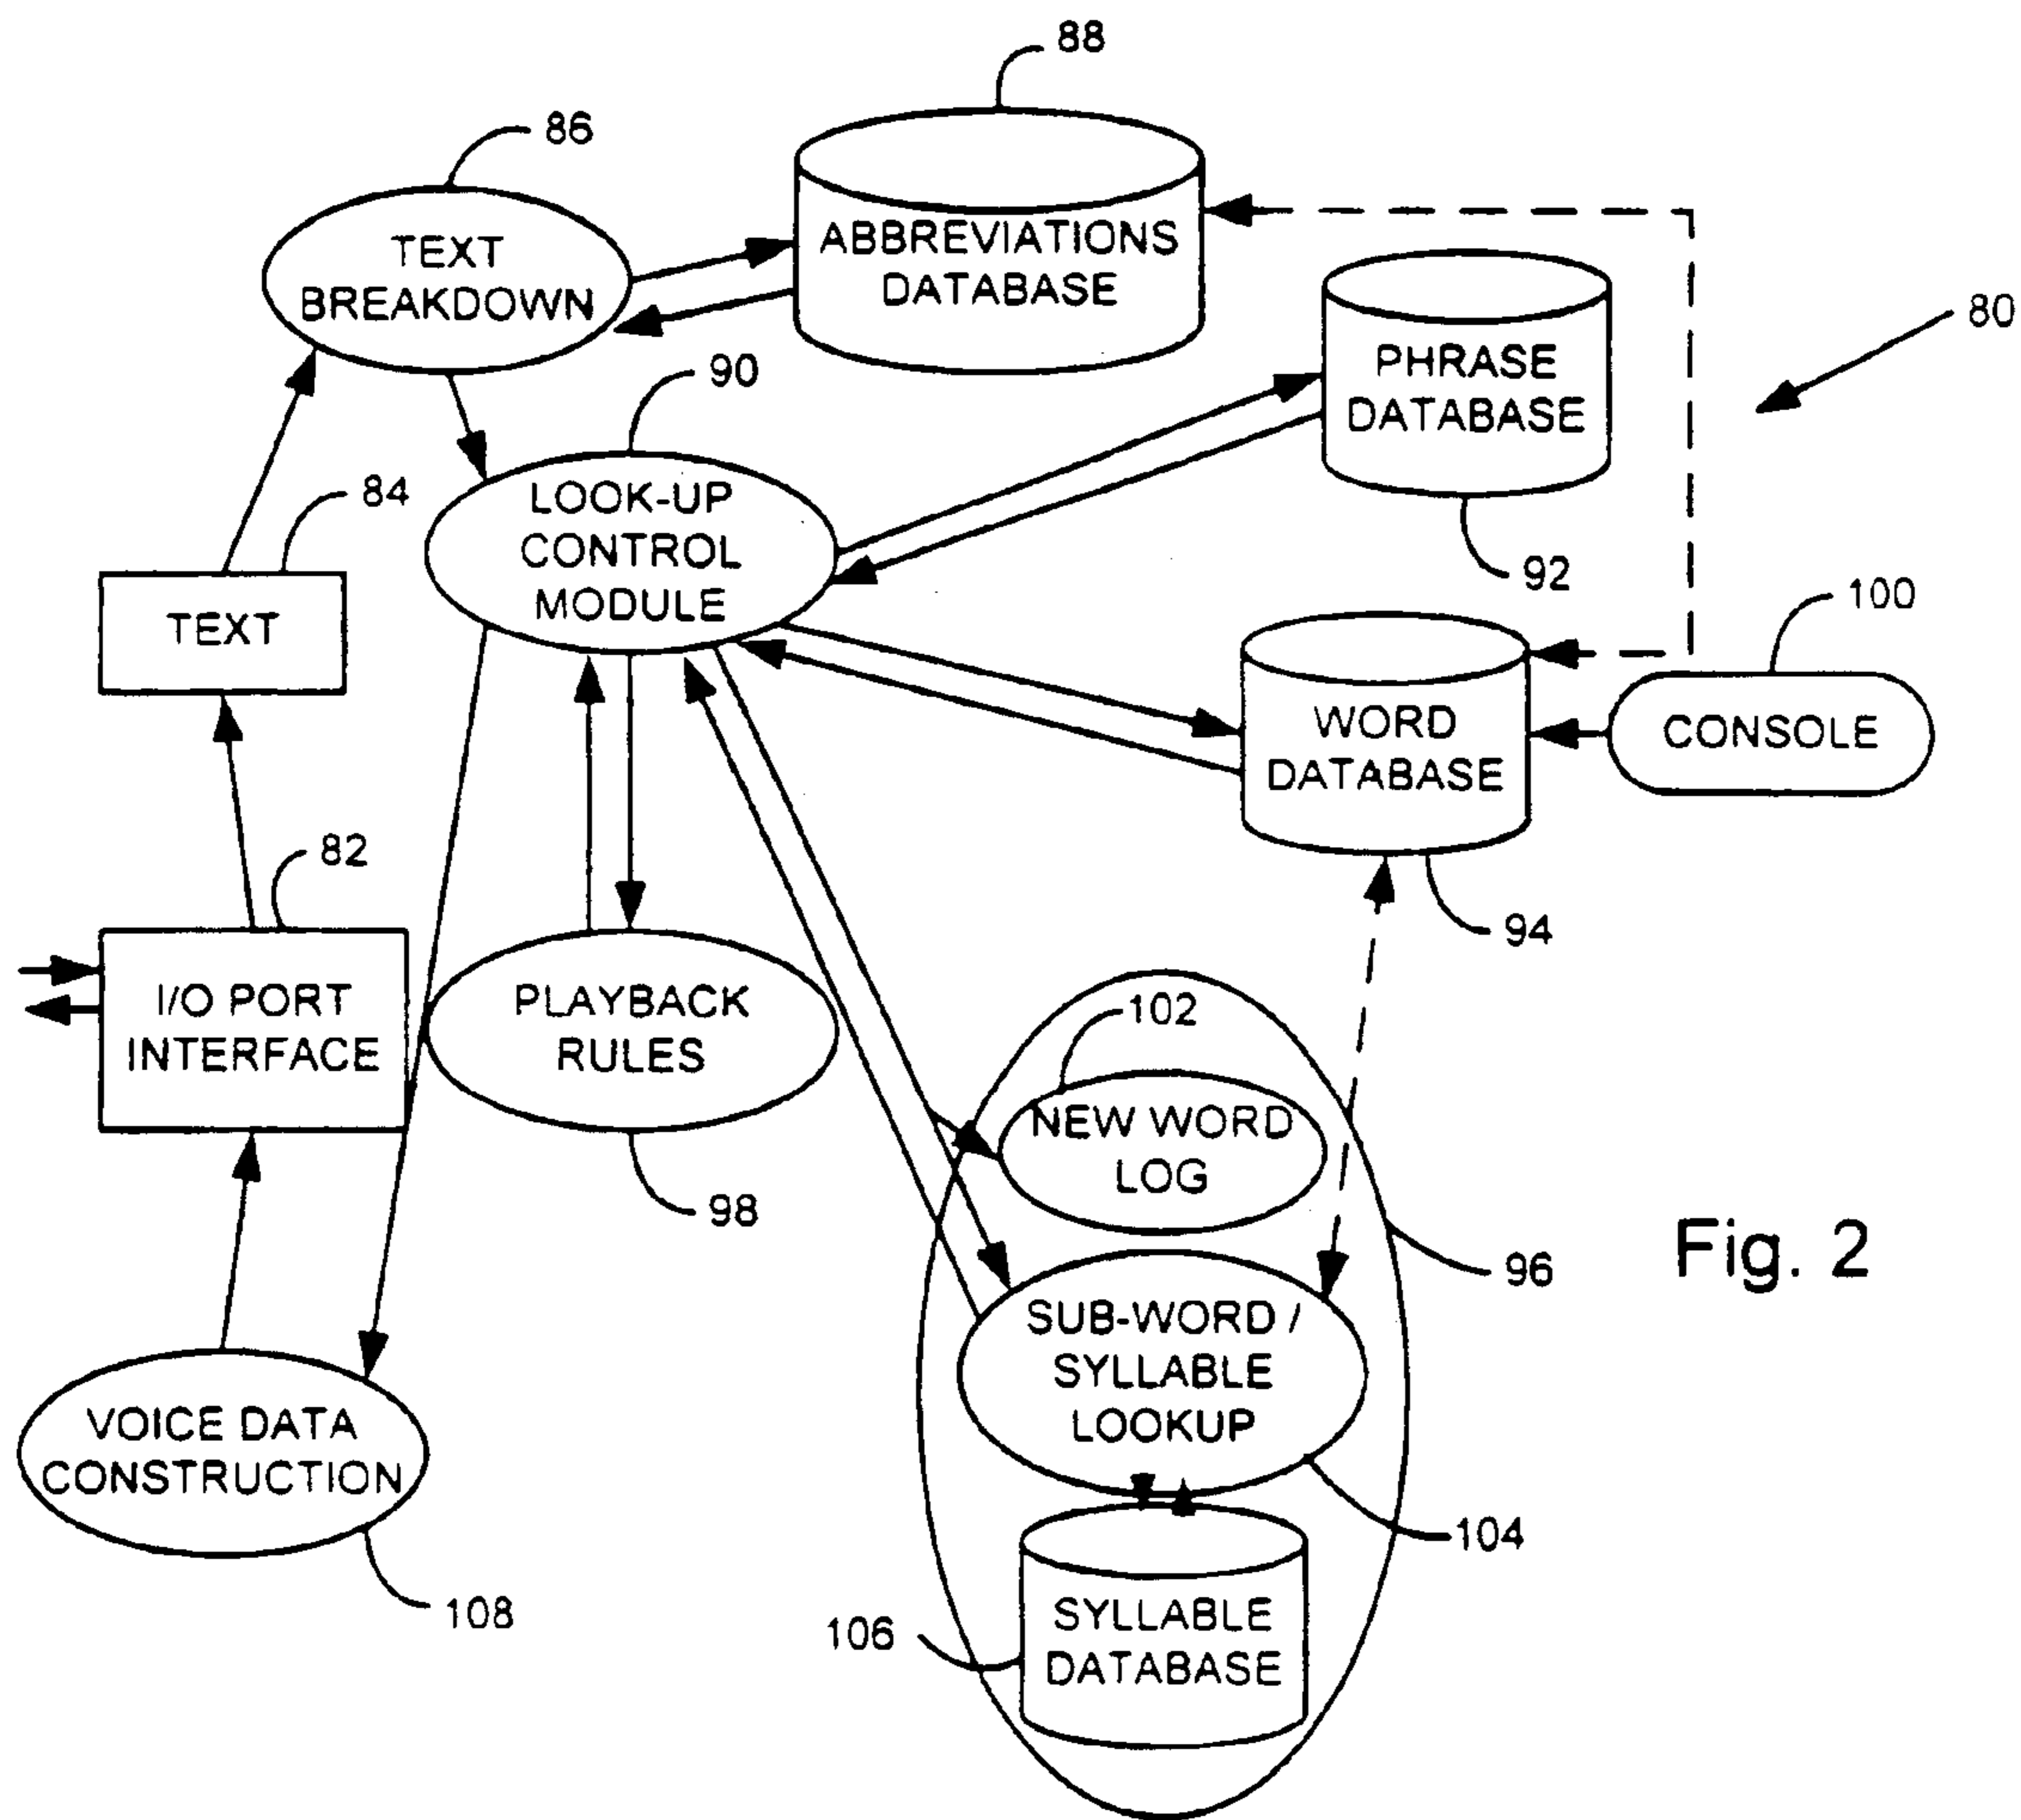 88
86
TEXT
BREAKDOWN
ABBREVIATIONS
DATABASE
80
PHRASE
DATABASE
90
84
LOOK-UP
CONTROL
MODULE
92
100
TEXT
WORD
DATABASE
CONSOLE
82
94
I/O PORT
INTERFACE
PLAYBACK
RULES
102
NEW WORD
LOG
98
96
Fig. 2
SUB-WORD /
SYLLABLE
LOOKUP
VOICE DATA
CONSTRUCTION
104
108
106
SYLLABLE
DATABASE